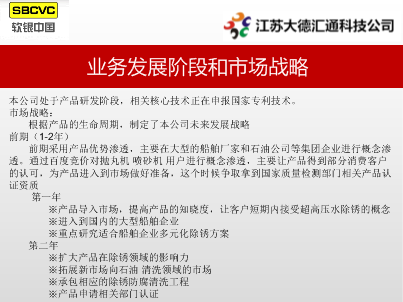 SBCVC
软银中国
江苏大德汇通科技公司
业务发展阶段和市场战略
本公司处于产品研发阶段，相关核心技术正在申报国家专利技术。
市场战略：
根据产品的生命周期，制定了本公司未来发展战略
前期（1-2年）
前期采用产品优势渗透，主要在大型的船舶厂家和石油公司等集团企业进行概念渗
透。通过百度竞价对抛丸机 喷砂机 用户进行概念渗透，主要让产品得到部分消费客户
的认可，为产品进入到市场做好准备，这个时候争取拿到国家质量检测部门相关产品认
证资质
第一年
※产品导入市场，提高产品的知晓度，让客户短期内接受超高压水除锈的概念
※进入到国内的大型船舶企业
※重点研究适合船舶企业多元化除锈方案
第二年
※扩大产品在除锈领域的影响力
※拓展新市场向石油 清洗领域的市场
※承包相应的除锈防腐清洗工程
※产品申请相关部门认证